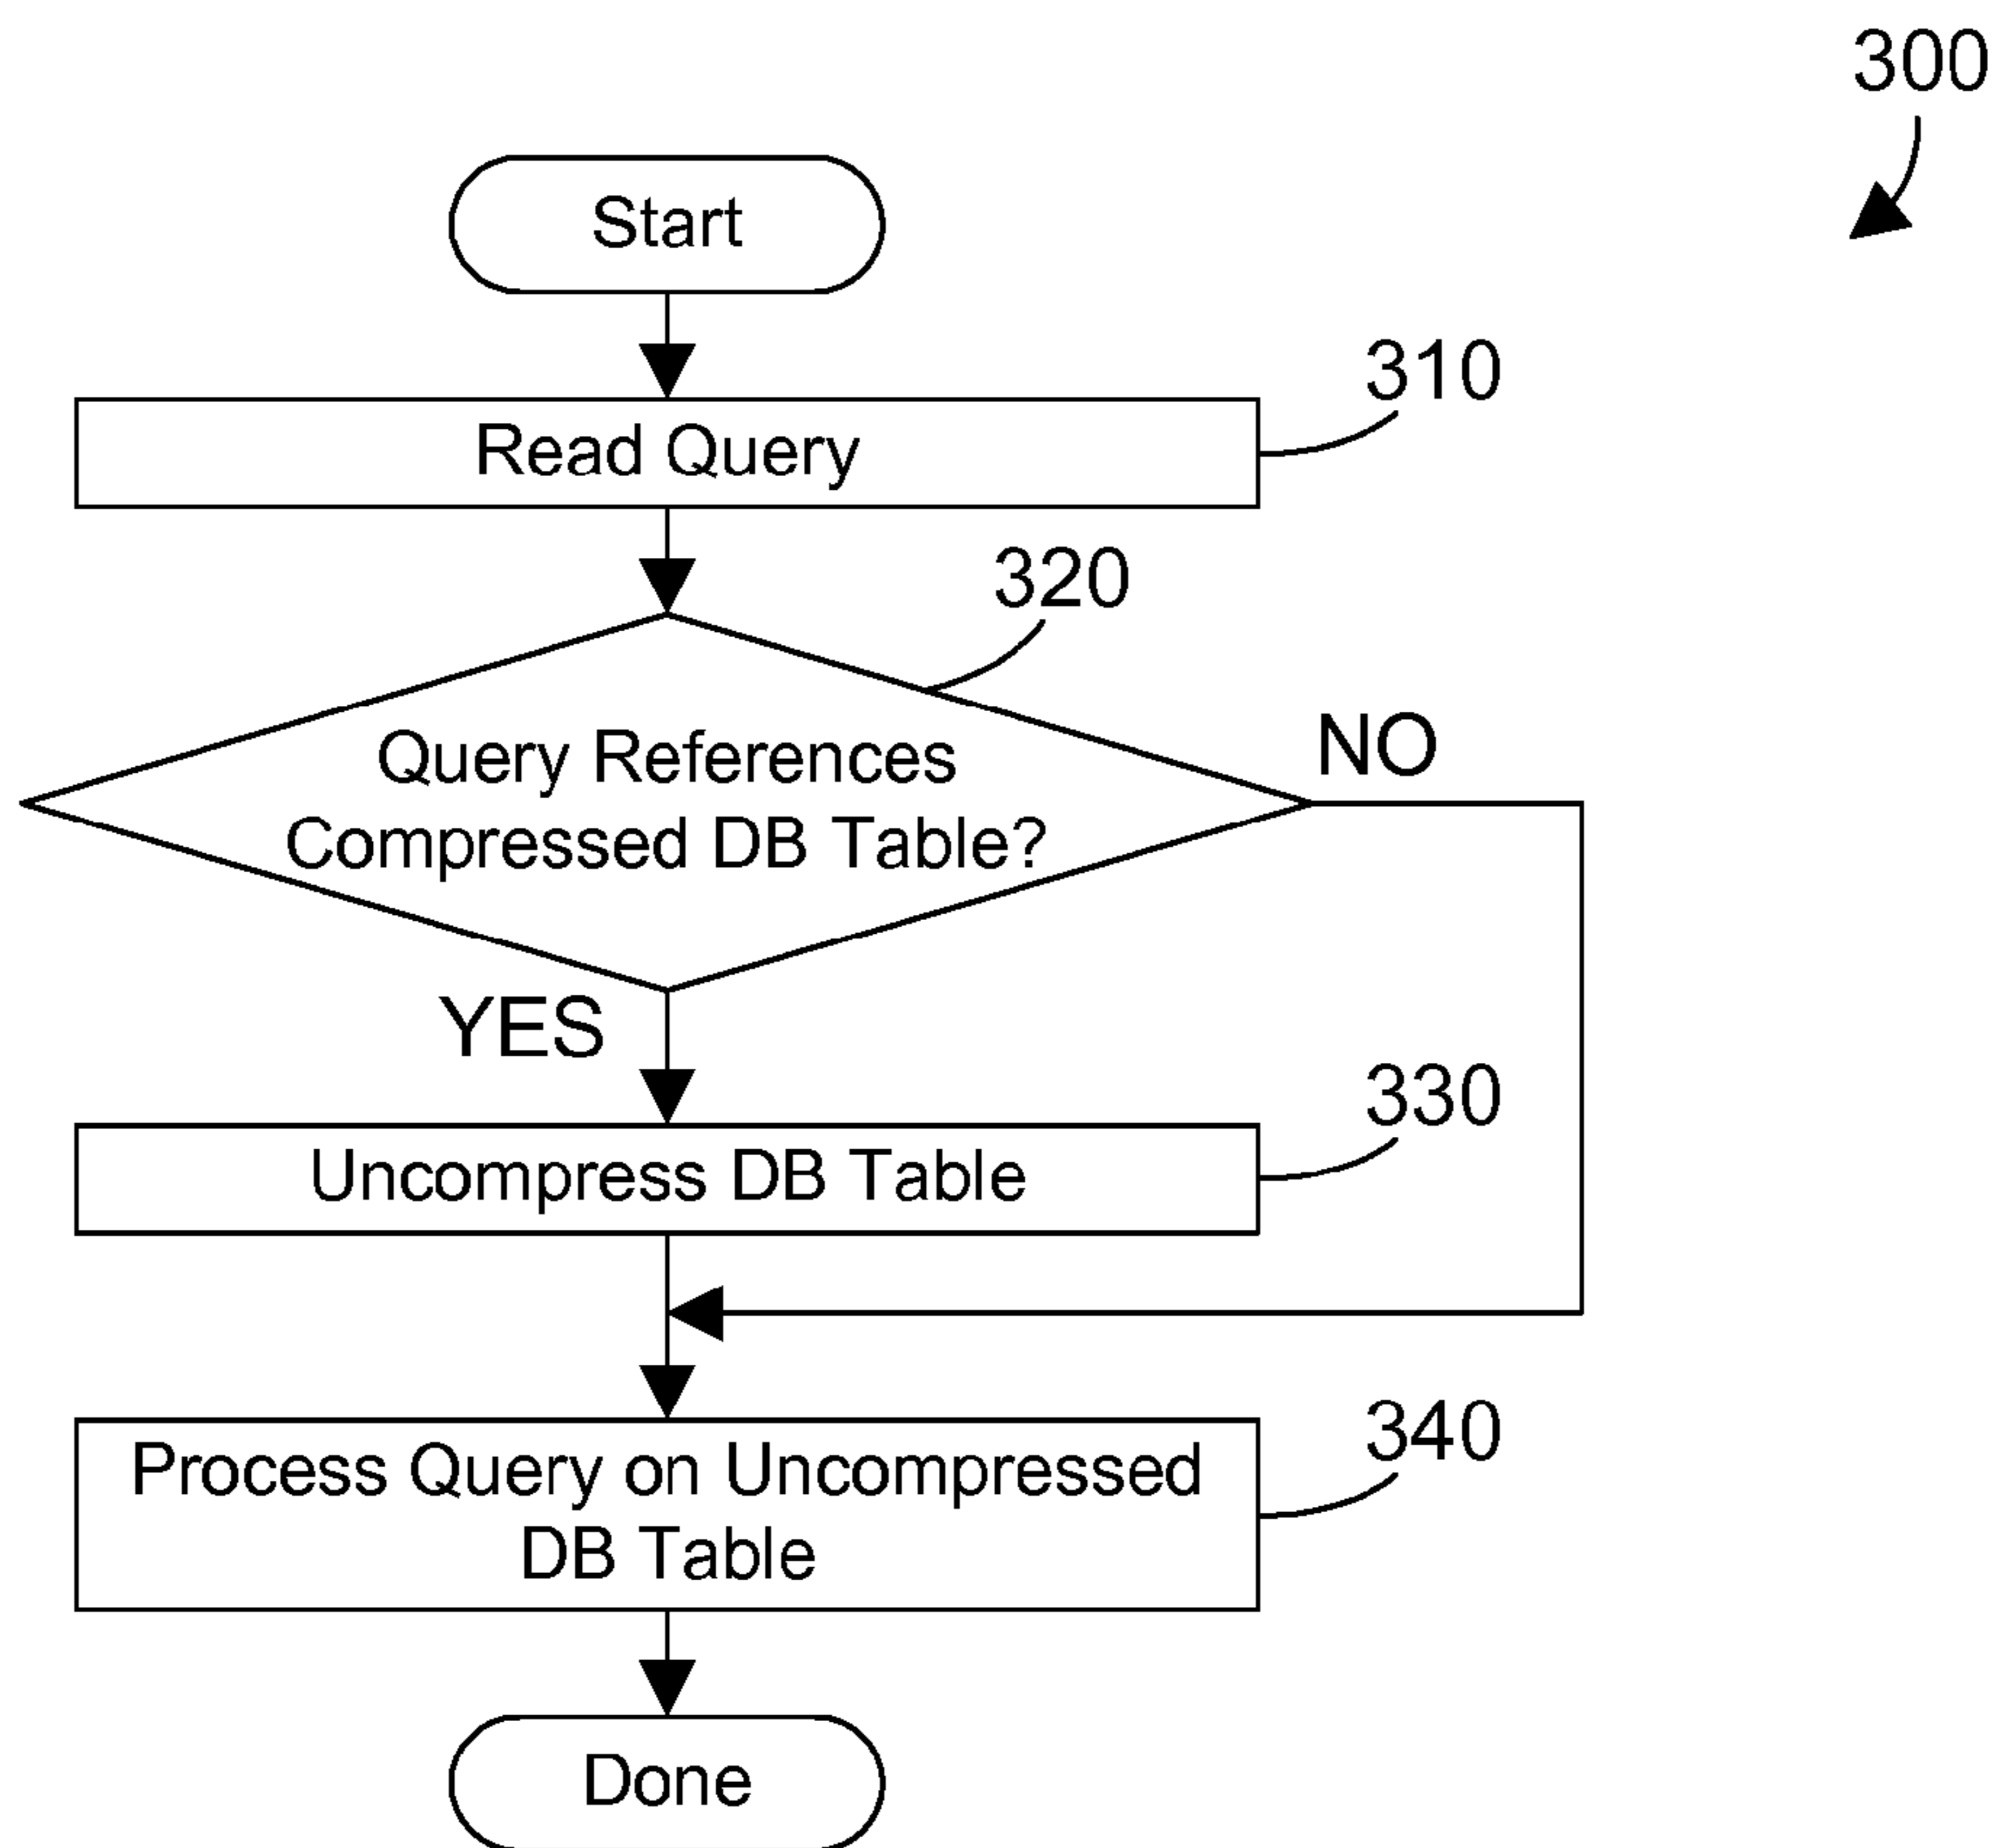 300
Start
310
Read Query
320
Query References
Compressed DB Table?
NO
YES
330
Uncompress DB Table
340
Process Query on Uncompressed
DB Table
Done